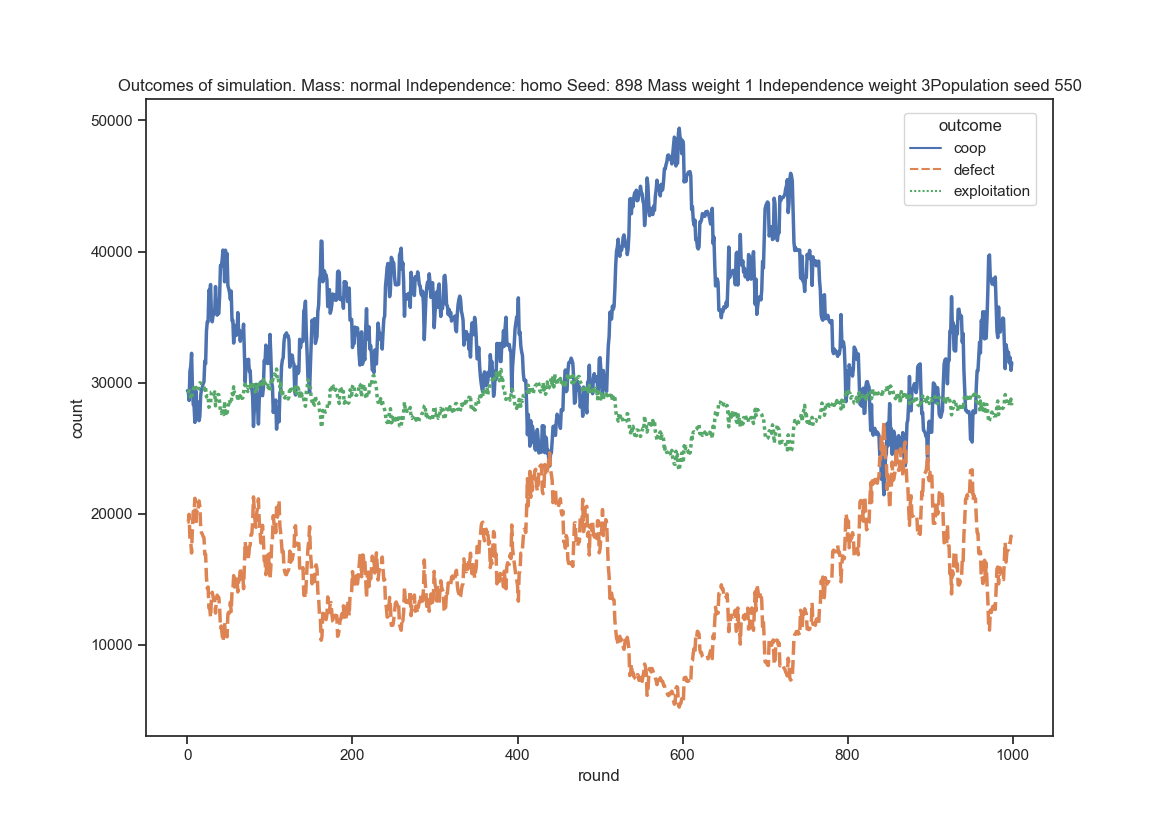 Outcomes of simulation. Mass: normal Independence: homo Seed: 898 Mass weight 1 Independence weight 3Population seed 550
50000
40000
30000
20000
10000
count
outcome
coop
defect
exploitation
0 200 400 600 800 1000
round